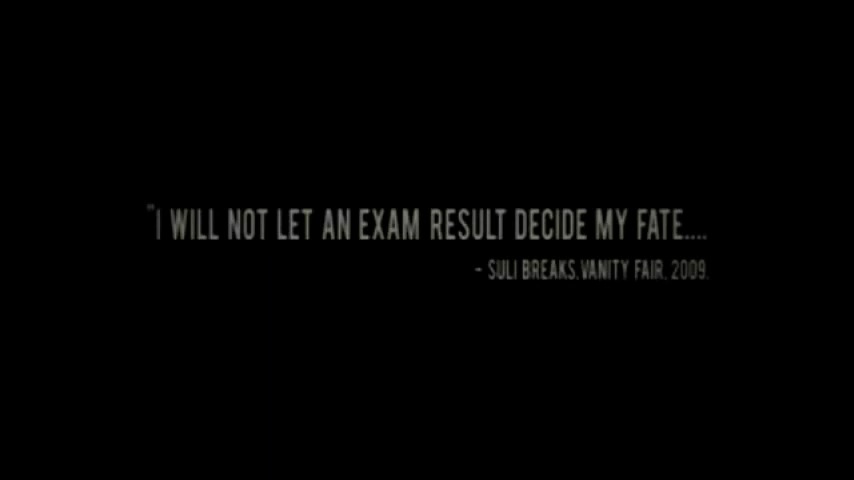 "I WILL NOT LET AN EXAM RESULT DECIDE MY FATE....
- SULI BREAKS, VANITY FAIR, 2009.